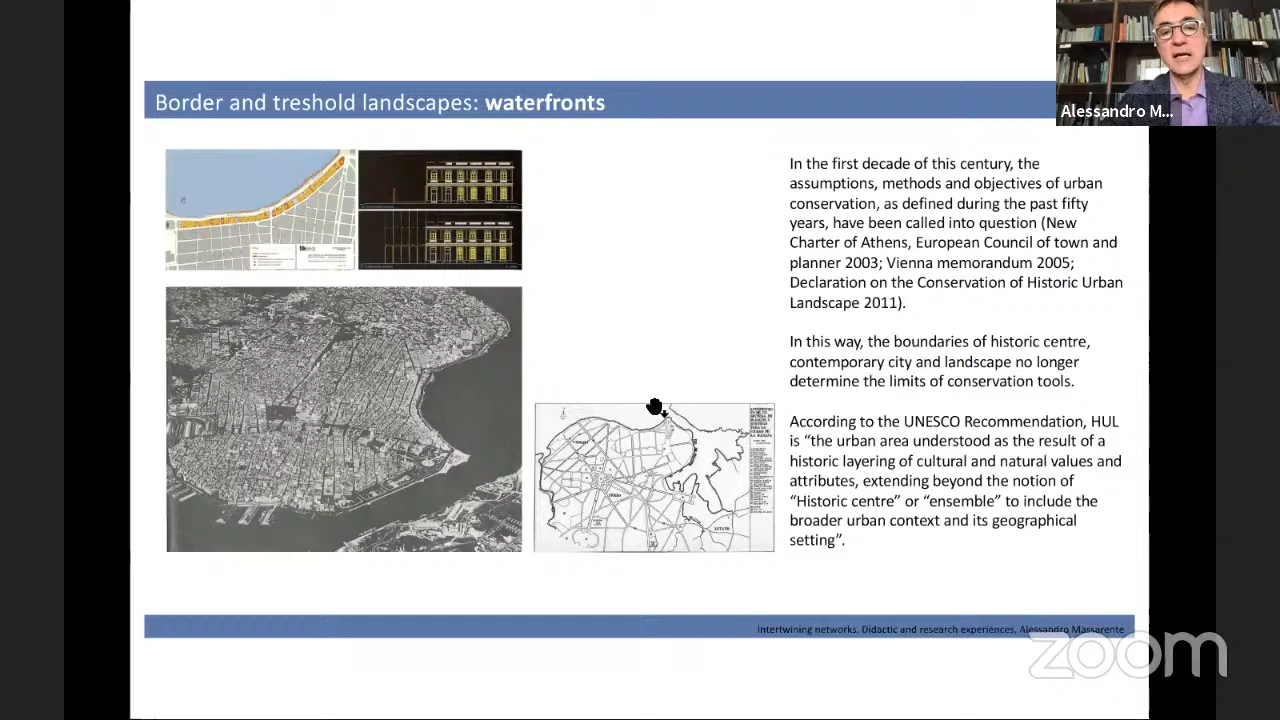 Border and treshold landscapes: waterfronts
Alessandro M...
In the first decade of this century, the
assumptions, methods and objectives of urban
conservation, as defined during the past fifty
years, have been called into question (New
Charter of Athens, European Council of town and
planner 2003; Vienna memorandum 2005;
Declaration on the Conservation of Historic Urban
Landscape 2011).
In this way, the boundaries of historic centre,
contemporary city and landscape no longer
determine the limits of conservation tools.
According to the UNESCO Recommendation, HUL
is “the urban area understood as the result of a
historic layering of cultural and natural values and
attributes, extending beyond the notion of
“Historic centre” or “ensemble” to include the
broader urban context and its geographical
setting”.
Intertwining networks. Didactic and research experiences, Alessandro Massarente
zoom